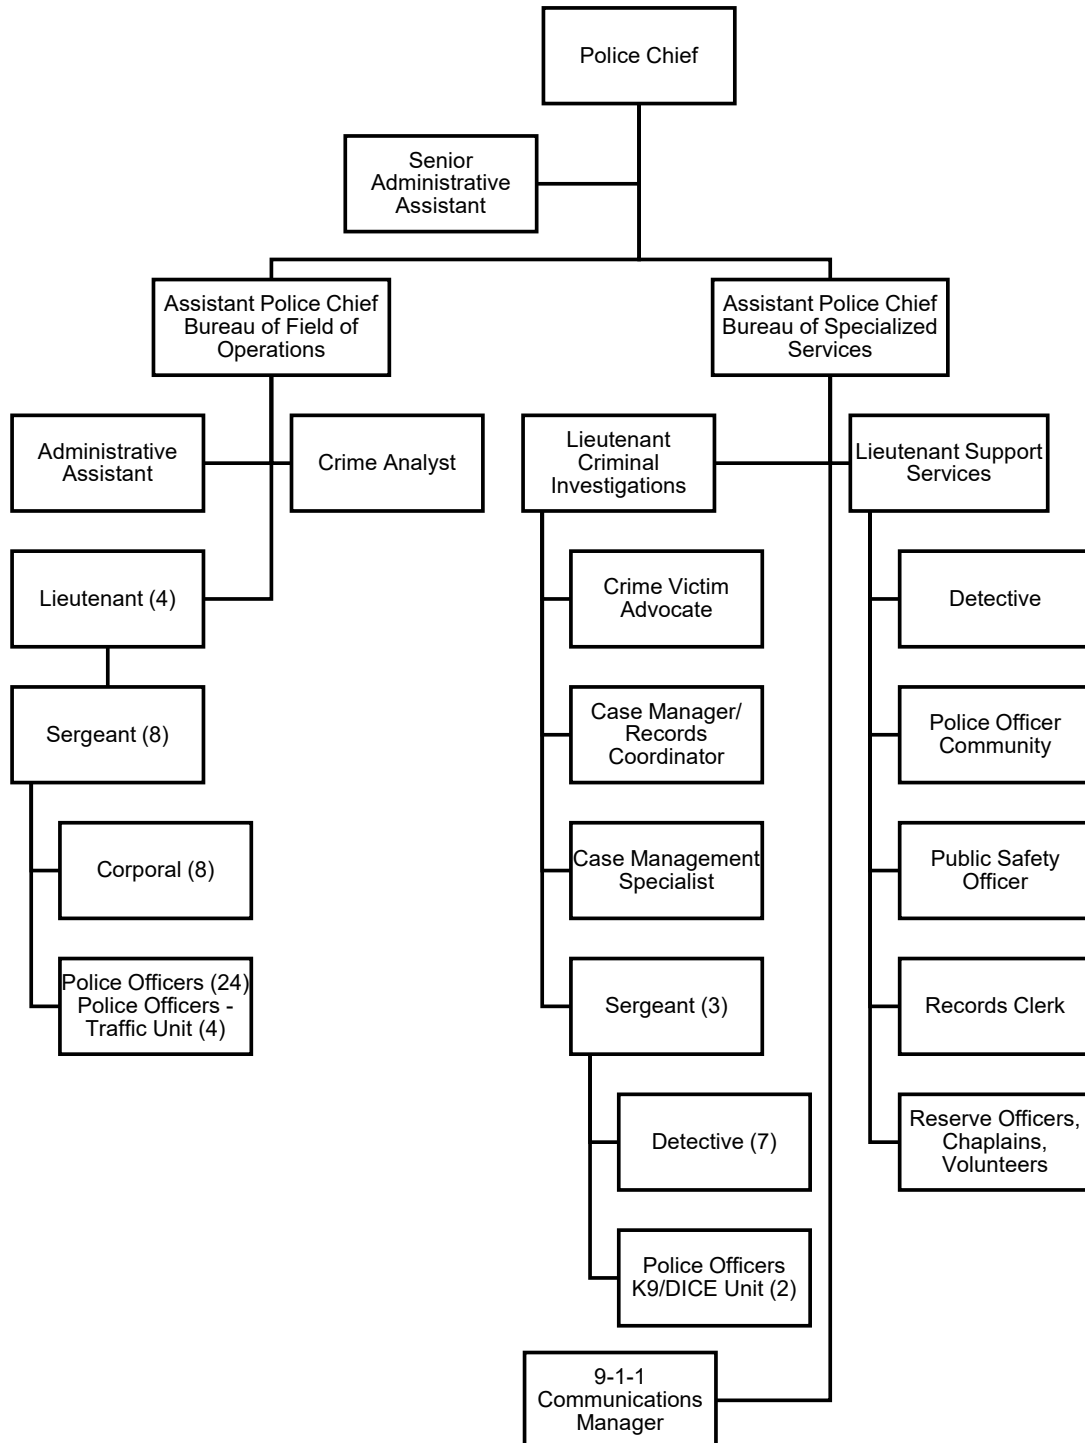 Police Chief
Senior
Administrative
Assistant
Assistant Police Chief
Bureau of Field of
Operations
Assistant Police Chief
Bureau of Specialized
Services
Administrative
Assistant
Crime Analyst
Lieutenant
Criminal
Investigations
Lieutenant Support
Services
Lieutenant (4)
Crime Victim
Advocate
Detective
Sergeant (8)
Case Manager/
Records
Coordinator
Police Officer
Community
Corporal (8)
Case Management
Specialist
Public Safety
Officer
Police Officers (24)
Police Officers -
Traffic Unit (4)
Sergeant (3)
Records Clerk
Detective (7)
Reserve Officers,
Chaplains,
Volunteers
Police Officers
K9/DICE Unit (2)
9-1-1
Communications
Manager